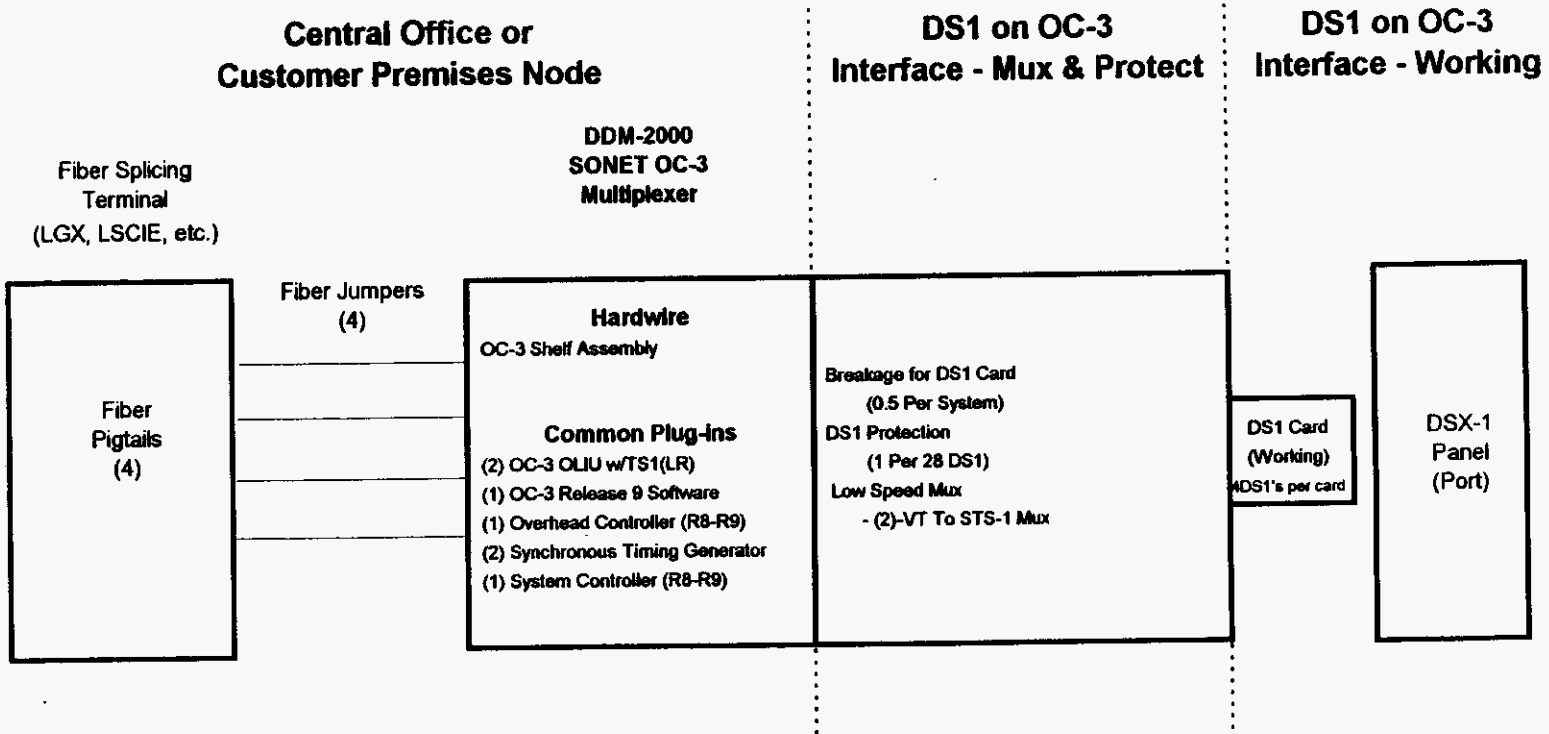 Central Office or
Customer Premises Node
DS1 on OC-3
Interface - Mux & Protect
DS1 on OC-3
Interface - Working
DDM-2000
SONET OC-3
Multiplexer
Fiber Splicing
Terminal
(LGX, LSCIE, etc.)
Fiber Jumpers
(4)
Fiber
Pigtails
(4)
Hardwire
OC-3 Shelf Assembly
Common Plug-ins
(2) OC-3 OLIU w/TS1(LR)
(1) OC-3 Release 9 Software
(1) Overhead Controller (R8-R9)
(2) Synchronous Timing Generator
(1) System Controller (R8-R9)
Breakage for DS1 Card
(0.5 Per System)
DS1 Protection
(1 Per 28 DS1)
Low Speed Mux
- (2)-VT To STS-1 Mux
DS1 Card
(Working)
4DS1's per card
DSX-1
Panel
(Port)